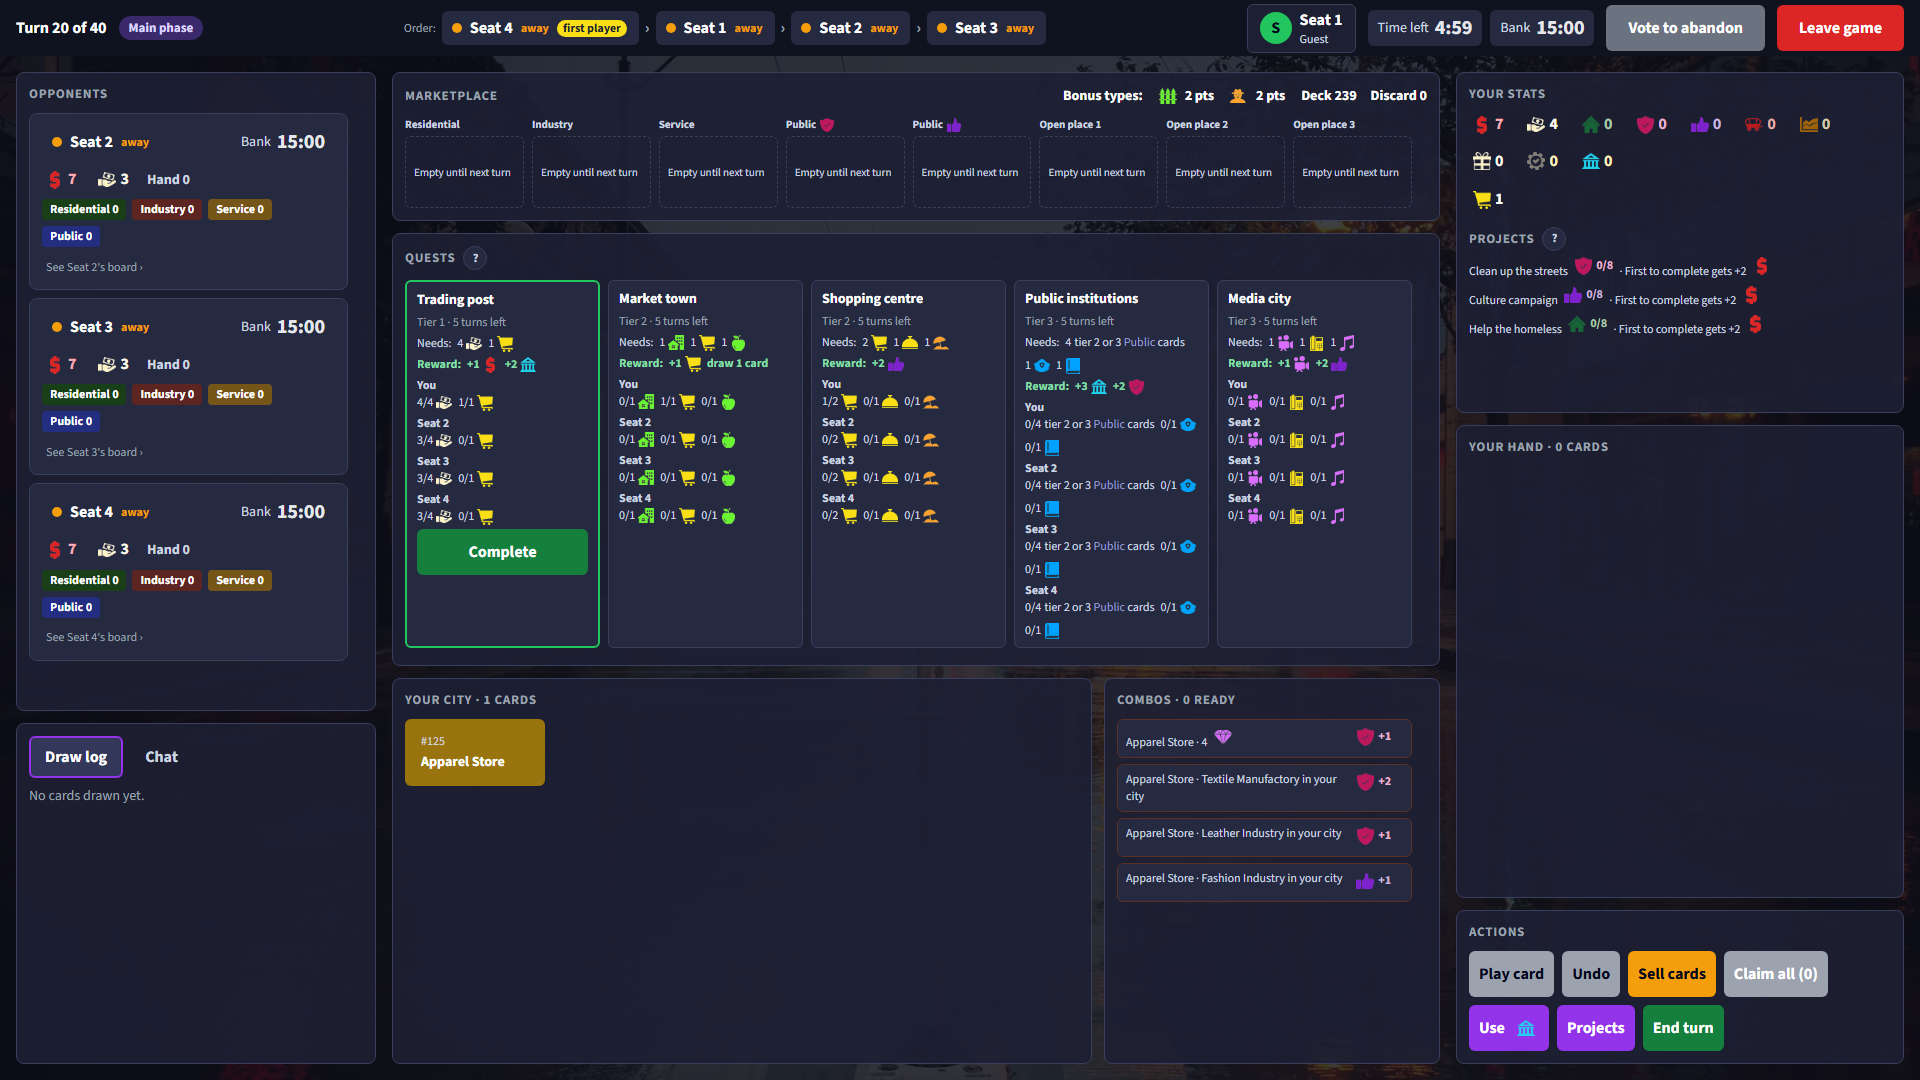 Turn 20 of 40
Main phase
Order: Seat 4 away first player › Seat 1 away › Seat 2 away › Seat 3 away
S Seat 1
Guest
Time left 4:59
Bank 15:00
Vote to abandon
Leave game
OPPONENTS
Seat 2 away Bank 15:00
7 3 Hand 0
Residential 0 Industry 0 Service 0
Public 0
See Seat 2's board ›
Seat 3 away Bank 15:00
7 3 Hand 0
Residential 0 Industry 0 Service 0
Public 0
See Seat 3's board ›
Seat 4 away Bank 15:00
7 3 Hand 0
Residential 0 Industry 0 Service 0
Public 0
See Seat 4's board ›
Draw log Chat
No cards drawn yet.
MARKETPLACE
Bonus types: 2 pts 2 pts Deck 239 Discard 0
Residential Industry Service Public Public Open place 1 Open place 2 Open place 3
Empty until next turn Empty until next turn Empty until next turn Empty until next turn Empty until next turn Empty until next turn Empty until next turn Empty until next turn
QUESTS ?
Trading post
Tier 1 · 5 turns left
Needs: 4 1
Reward: +1 $ +2
You
4/4 1/1
Seat 2
3/4 0/1
Seat 3
3/4 0/1
Seat 4
3/4 0/1
Complete
Market town
Tier 2 · 5 turns left
Needs: 1 1 1
Reward: +1 draw 1 card
You
0/1 1/1 0/1
Seat 2
0/1 0/1 0/1
Seat 3
0/1 0/1 0/1
Seat 4
0/1 0/1 0/1
Shopping centre
Tier 2 · 5 turns left
Needs: 2 1 1
Reward: +2
You
1/2 0/1 0/1
Seat 2
0/2 0/1 0/1
Seat 3
0/2 0/1 0/1
Seat 4
0/2 0/1 0/1
Public institutions
Tier 3 · 5 turns left
Needs: 4 tier 2 or 3 Public cards
1 1
Reward: +3 +2
You
0/4 tier 2 or 3 Public cards 0/1
0/1
Seat 2
0/4 tier 2 or 3 Public cards 0/1
0/1
Seat 3
0/4 tier 2 or 3 Public cards 0/1
0/1
Seat 4
0/4 tier 2 or 3 Public cards 0/1
0/1
Media city
Tier 3 · 5 turns left
Needs: 1 1 1
Reward: +1 +2
You
0/1 0/1 0/1
Seat 2
0/1 0/1 0/1
Seat 3
0/1 0/1 0/1
Seat 4
0/1 0/1 0/1
YOUR CITY · 1 CARDS
#125
Apparel Store
COMBOS · 0 READY
Apparel Store · 4 +1
Apparel Store · Textile Manufactory in your +2
city
Apparel Store · Leather Industry in your city +1
Apparel Store · Fashion Industry in your city +1
YOUR STATS
$ 7 4 0 0 0 0 0
0 0 0
1
PROJECTS ?
Clean up the streets 0/8 · First to complete gets +2 $
Culture campaign 0/8 · First to complete gets +2 $
Help the homeless 0/8 · First to complete gets +2 $
YOUR HAND · 0 CARDS
ACTIONS
Play card Undo Sell cards Claim all (0)
Use Projects End turn